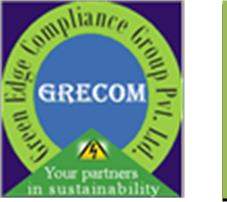 Green Edge Compliance Group Pvt. Ltd.
GRECOM
Your partners
in sustainability